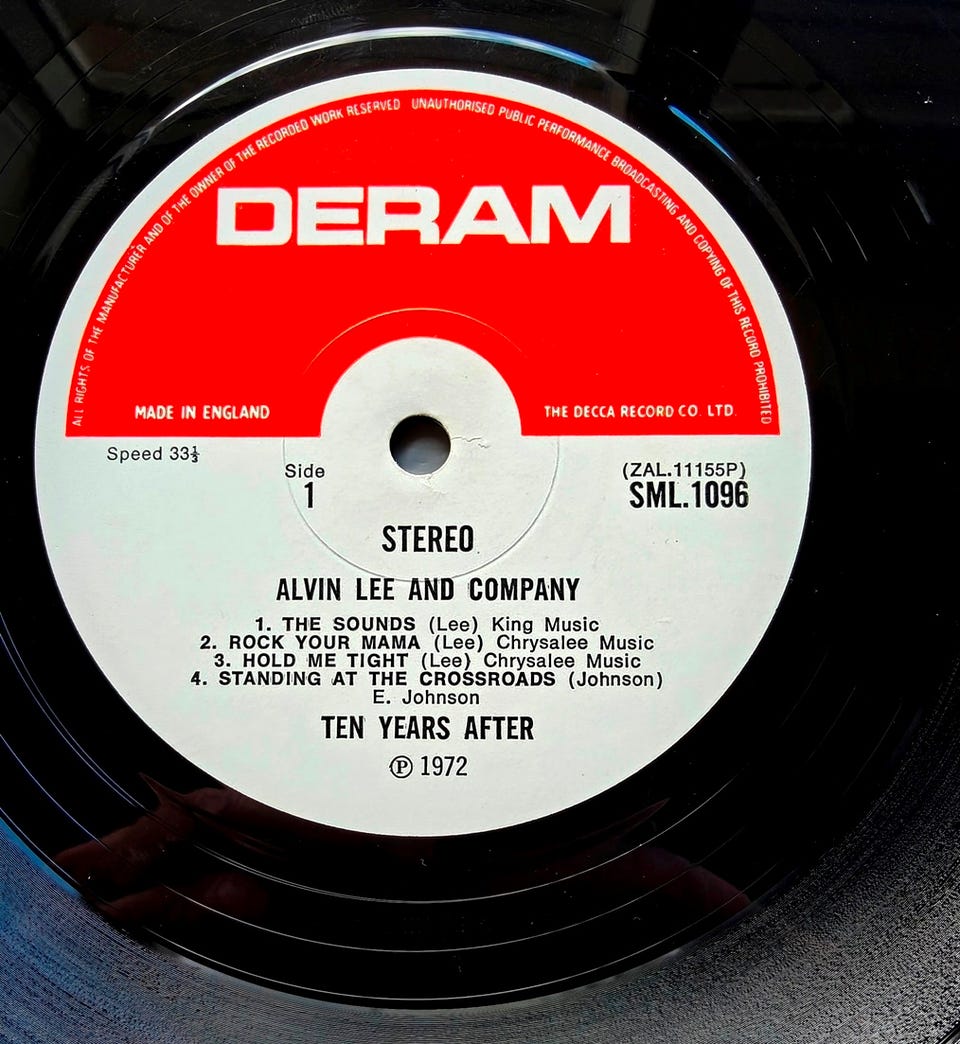 ALL RIGHTS OF THE MANUFACTURER AND OF THE OWNER OF THE RECORDED WORK RESERVED UNAUTHORISED PUBLIC PERFORMANCE BROADCASTING AND COPYING OF THIS RECORD PROHIBITED
DERAM
MADE IN ENGLAND
THE DECCA RECORD CO. LTD.
Speed 33⅓
Side
1
(ZAL.11155P)
SML.1096
STEREO
ALVIN LEE AND COMPANY
1. THE SOUNDS (Lee) King Music
2. ROCK YOUR MAMA (Lee) Chrysalee Music
3. HOLD ME TIGHT (Lee) Chrysalee Music
4. STANDING AT THE CROSSROADS (Johnson)
E. Johnson
TEN YEARS AFTER
℗ 1972